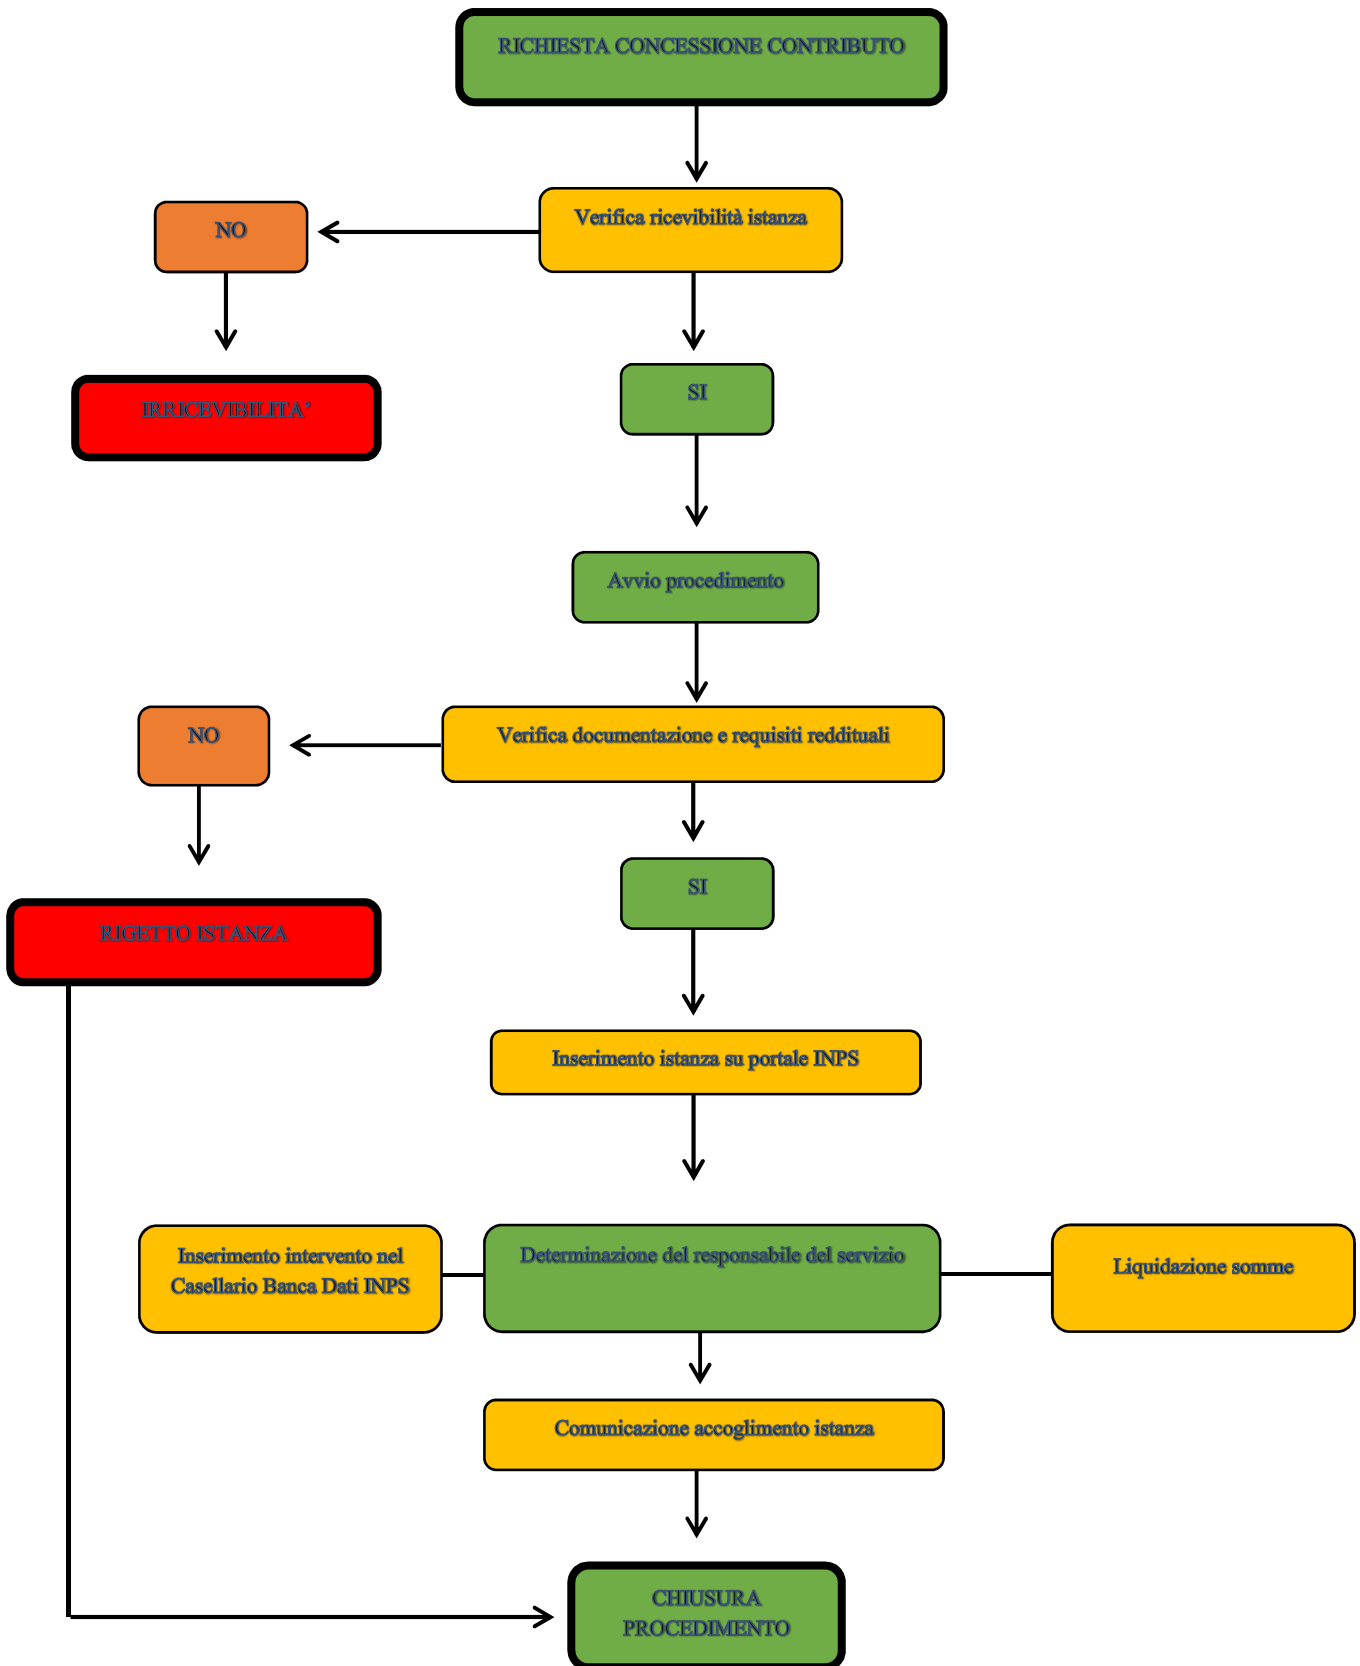 RICHIESTA CONCESSIONE CONTRIBUTO
Verifica ricevibilità istanza
NO
SI
IRRICEVIBILITA’
Avvio procedimento
Verifica documentazione e requisiti reddituali
NO
SI
RIGETTO ISTANZA
Inserimento istanza su portale INPS
Inserimento intervento nel
Casellario Banca Dati INPS
Determinazione del responsabile del servizio
Liquidazione somme
Comunicazione accoglimento istanza
CHIUSURA
PROCEDIMENTO